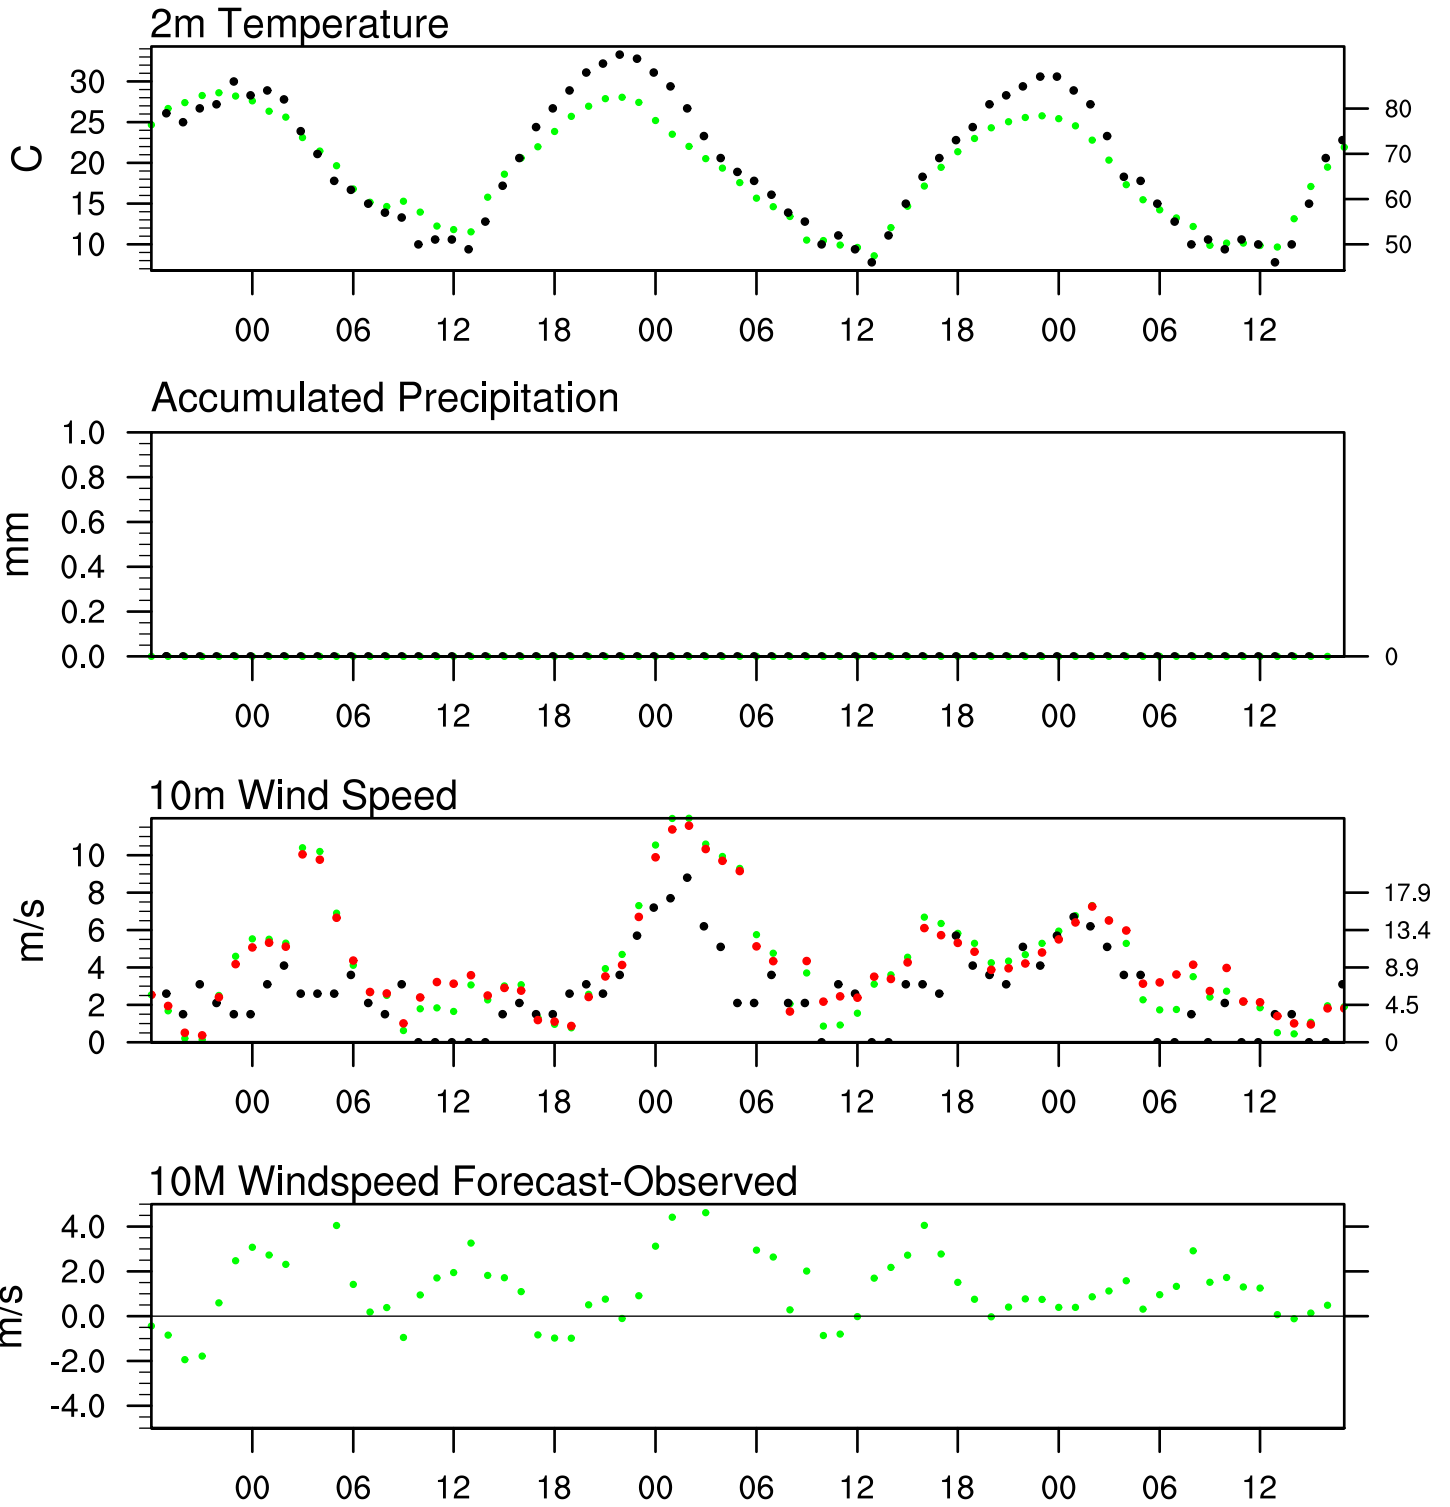 2m Temperature
C
30
25
20
15
10
80
70
60
50
00 06 12 18 00 06 12 18 00 06 12
Accumulated Precipitation
mm
1.0
0.8
0.6
0.4
0.2
0.0
0
00 06 12 18 00 06 12 18 00 06 12
10m Wind Speed
m/s
10
8
6
4
2
0
17.9
13.4
8.9
4.5
0
00 06 12 18 00 06 12 18 00 06 12
10M Windspeed Forecast-Observed
m/s
4.0
2.0
0.0
-2.0
-4.0
00 06 12 18 00 06 12 18 00 06 12